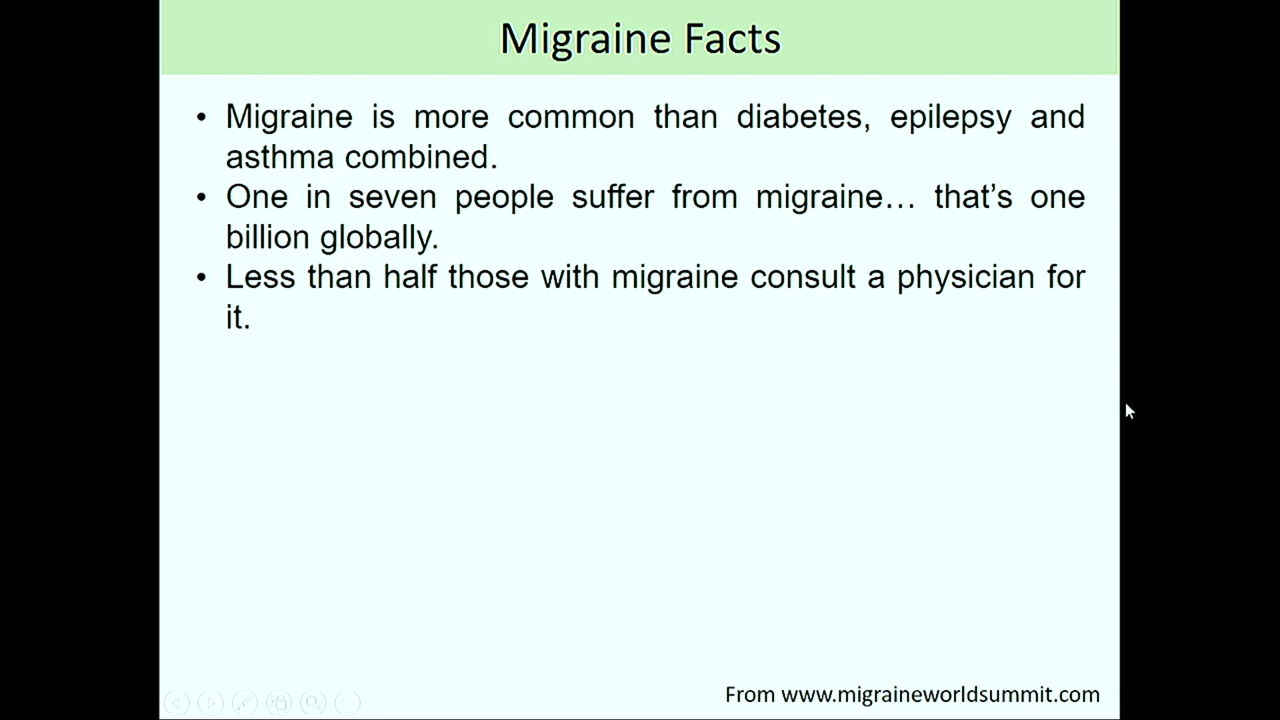 Migraine Facts
• Migraine is more common than diabetes, epilepsy and
asthma combined.
• One in seven people suffer from migraine… that’s one
billion globally.
• Less than half those with migraine consult a physician for
it.
From www.migraineworldsummit.com